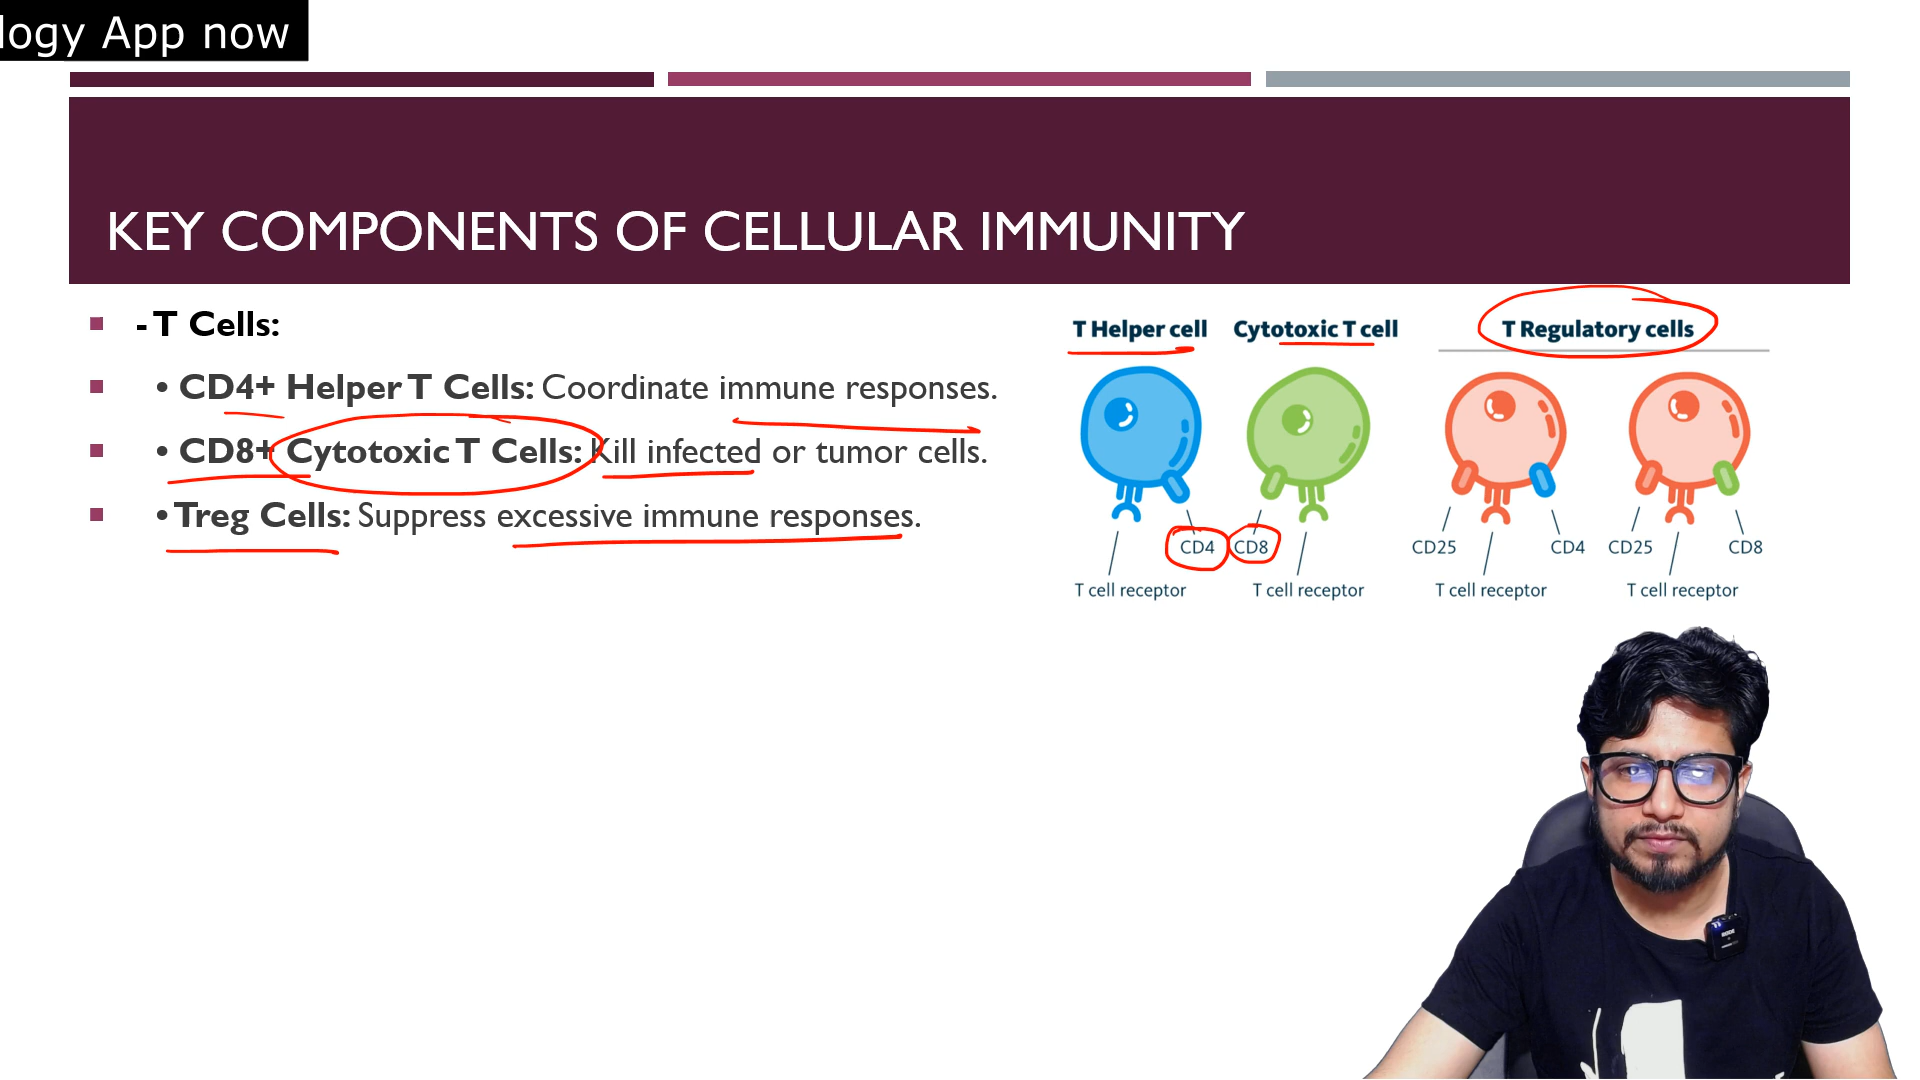 logy App now
KEY COMPONENTS OF CELLULAR IMMUNITY
- T Cells:
• CD4+ Helper T Cells: Coordinate immune responses.
• CD8+ Cytotoxic T Cells: Kill infected or tumor cells.
• Treg Cells: Suppress excessive immune responses.
T Helper cell Cytotoxic T cell T Regulatory cells
CD4 CD8 CD25 CD4 CD25 CD8
T cell receptor T cell receptor T cell receptor T cell receptor